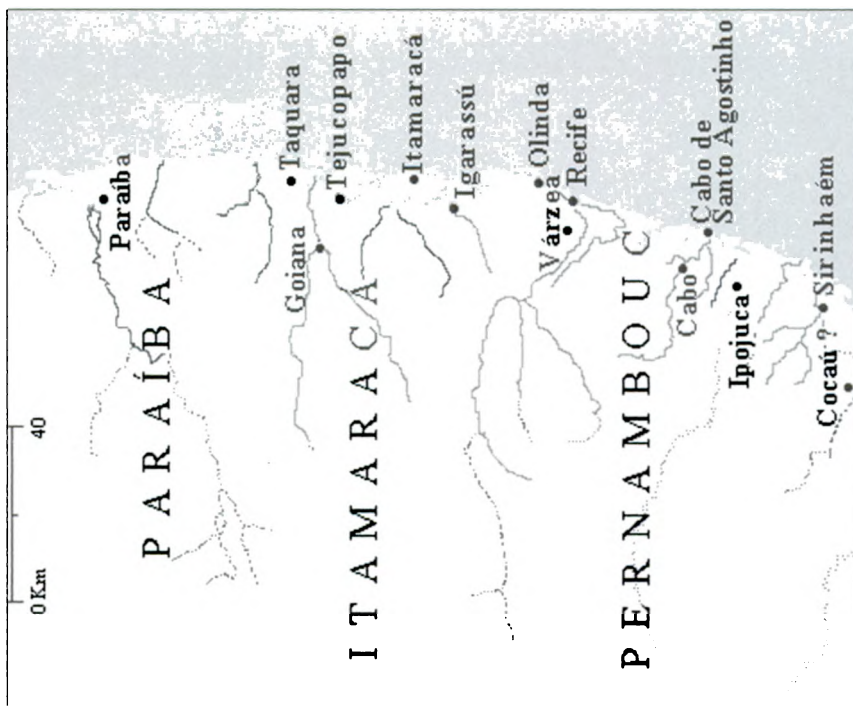 0 Km
40
PARAÍBA
Paraíba
Taquara
Goiana
Tejucopapo
ITAMARACA
Itamaracá
Igarassú
Olinda
Várzea
Recife
PERNAMBOUC
Cabo
Cabo de
Santo Agostinho
Ipojuca
Sirinhaém
Cocaú ?